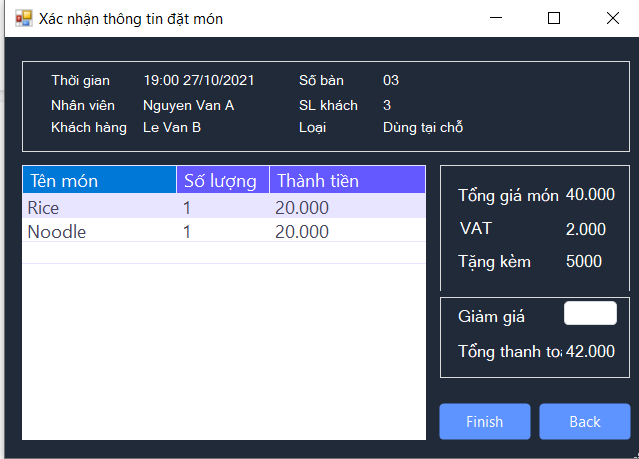 Xác nhận thông tin đặt món
Thời gian 19:00 27/10/2021 Số bàn 03
Nhân viên Nguyen Van A SL khách 3
Khách hàng Le Van B Loại Dùng tại chỗ
Tên món Số lượng Thành tiền
Rice 1 20.000
Noodle 1 20.000
Tổng giá món 40.000
VAT 2.000
Tặng kèm 5000
Giảm giá
Tổng thanh toa 42.000
Finish Back